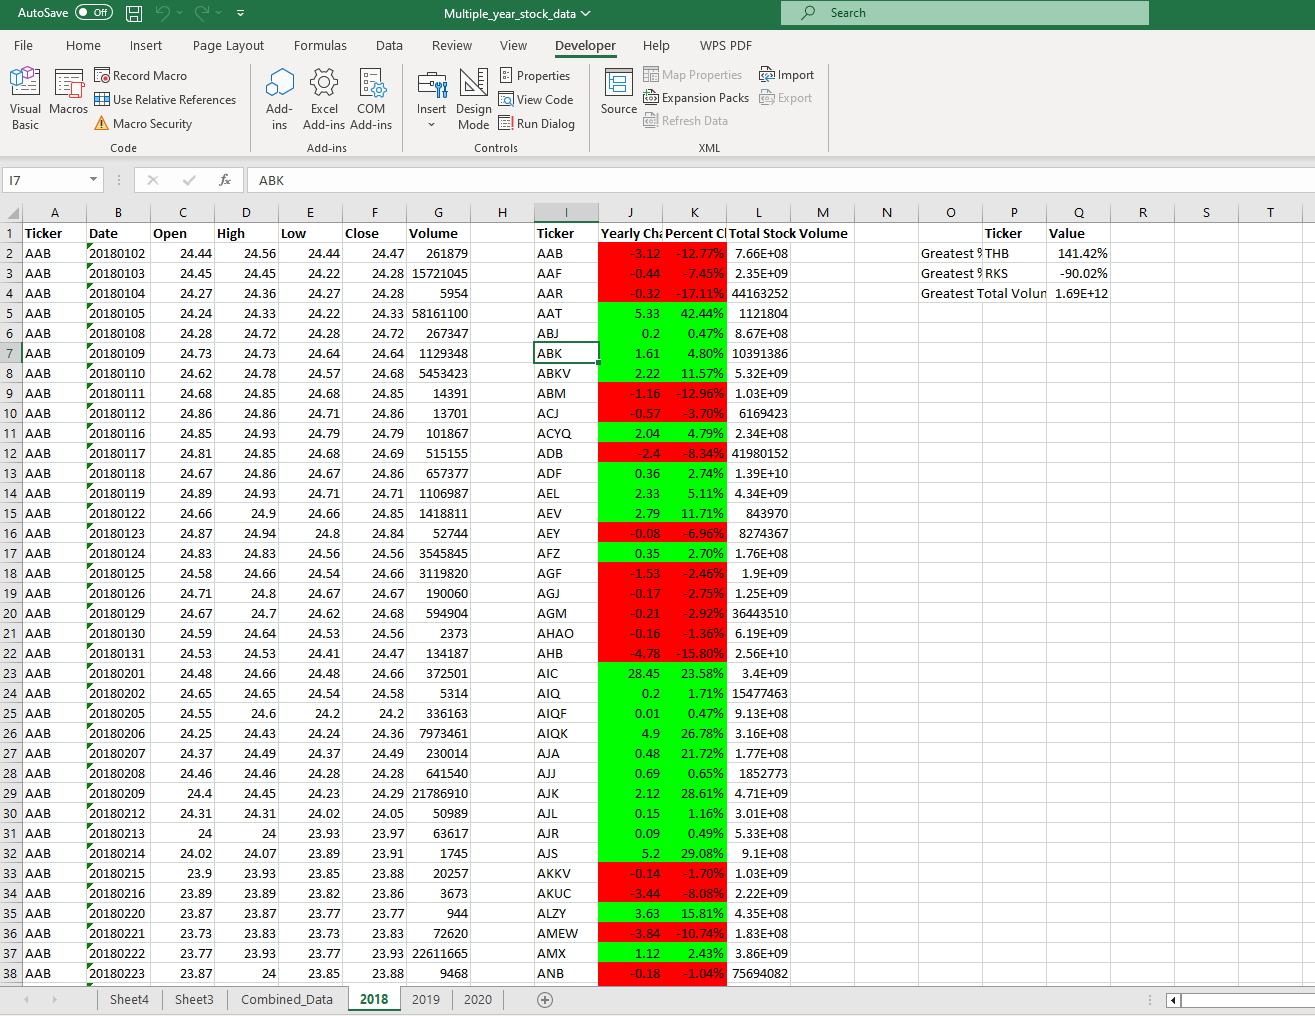 AutoSave Off Multiple_year_stock_data Search
File Home Insert Page Layout Formulas Data Review View Developer Help WPS PDF
Visual Basic
Macros
Record Macro
Use Relative References
Macro Security
Code
Add-ins
Excel Add-ins
COM Add-ins
Add-ins
Insert
Design Mode
Properties
View Code
Run Dialog
Controls
Source
Map Properties
Expansion Packs
Refresh Data
Import
Export
XML
I7 fx ABK
A B C D E F G H I J K L M N O P Q R S T
1 Ticker Date Open High Low Close Volume Ticker Yearly Cha Percent Cl Total Stock Volume Ticker Value
2 AAB 20180102 24.44 24.56 24.44 24.47 261879 AAB -3.12 -12.77% 7.66E+08 Greatest % THB 141.42%
3 AAB 20180103 24.45 24.45 22.22 24.28 15721045 AAF -0.44 -7.45% 2.35E+09 Greatest % RKS -90.02%
4 AAB 20180104 24.27 24.36 24.27 24.28 5954 AAR -0.32 -17.11% 44163252 Greatest Total Volun 1.69E+12
5 AAB 20180105 24.24 24.33 24.22 24.33 58161100 AAT 5.33 42.44% 1121804
6 AAB 20180108 24.28 24.72 24.28 24.72 267347 ABJ 0.2 0.47% 8.67E+08
7 AAB 20180109 24.73 24.73 24.64 24.64 1129348 ABK 1.61 4.80% 10391386
8 AAB 20180110 24.62 24.78 24.57 24.68 5453423 ABKV 2.22 11.57% 5.32E+09
9 AAB 20180111 24.68 24.85 24.68 24.85 14391 ABM -1.16 -12.96% 1.03E+09
10 AAB 20180112 24.86 24.86 24.71 24.86 13701 ACJ -0.57 -3.70% 6169423
11 AAB 20180116 24.85 24.93 24.79 24.79 101867 ACYQ 2.04 4.79% 2.34E+08
12 AAB 20180117 24.81 24.85 24.68 24.69 515155 ADB -2.4 -8.34% 41980152
13 AAB 20180118 24.67 24.86 24.67 24.86 657377 ADF 0.36 2.74% 1.39E+10
14 AAB 20180119 24.89 24.93 24.71 24.71 1106987 AEL 2.33 5.11% 4.34E+09
15 AAB 20180122 24.66 24.9 24.66 24.85 1418811 AEV 2.79 11.71% 843970
16 AAB 20180123 24.87 24.94 24.8 24.84 52744 AEY -0.08 -6.96% 8274367
17 AAB 20180124 24.83 24.83 24.56 24.56 3545845 AFZ 0.35 2.70% 1.76E+08
18 AAB 20180125 24.58 24.66 24.54 24.66 3119820 AGF -1.53 -2.46% 1.9E+09
19 AAB 20180126 24.71 24.8 24.67 24.67 190060 AGJ -0.17 -2.75% 1.25E+09
20 AAB 20180129 24.67 24.7 24.62 24.68 594904 AGM -0.21 -2.92% 36443510
21 AAB 20180130 24.59 24.64 24.53 24.56 2373 AHAO -0.16 -1.36% 6.19E+09
22 AAB 20180131 24.53 24.53 24.41 24.47 134187 AHB -4.78 -15.80% 2.56E+10
23 AAB 20180201 24.48 24.66 24.48 24.66 372501 AIC 28.45 23.58% 3.4E+09
24 AAB 20180202 24.65 24.65 24.54 24.58 5314 AIQ 0.2 1.71% 15477463
25 AAB 20180205 24.55 24.6 24.2 24.2 336163 AIQF 0.01 0.47% 9.13E+08
26 AAB 20180206 24.25 24.43 24.24 24.36 7973461 AIQK 4.9 26.78% 3.16E+08
27 AAB 20180207 24.37 24.49 24.37 24.49 230014 AJA 0.48 21.72% 1.77E+08
28 AAB 20180208 24.46 24.46 24.28 24.28 641540 AJJ 0.69 0.65% 1852773
29 AAB 20180209 24.4 24.45 24.23 24.29 21786910 AJK 2.12 28.61% 4.71E+09
30 AAB 20180212 24.31 24.31 24.02 24.05 50989 AJL 0.15 1.16% 3.01E+08
31 AAB 20180213 24 24 23.93 23.97 63617 AJR 0.09 0.49% 5.33E+08
32 AAB 20180214 24.02 24.07 23.89 23.91 1745 AJS 5.2 29.08% 9.1E+08
33 AAB 20180215 23.9 23.93 23.85 23.88 20257 AKKV -0.14 -1.70% 1.03E+09
34 AAB 20180216 23.89 23.89 23.82 23.86 3673 AKUC -3.44 -8.08% 2.22E+09
35 AAB 20180220 23.87 23.87 23.77 23.77 944 ALZY 3.63 15.81% 4.35E+08
36 AAB 20180221 23.73 23.83 23.73 23.83 72620 AMEW -3.84 -10.74% 1.83E+08
37 AAB 20180222 23.77 23.93 23.77 23.93 22611665 AMX 1.12 2.43% 3.86E+09
38 AAB 20180223 23.87 24 23.85 23.88 9468 ANB -0.18 -1.04% 75694082
Sheet4 Sheet3 Combined_Data 2018 2019 2020